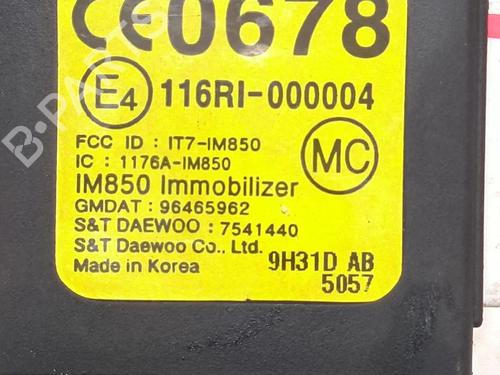 CE0678
E4 116RI-000004
FCC ID : IT7-IM850
IC : 1176A-IM850
MC
IM850 Immobilizer
GMDAT : 96465962
S&T DAEWOO : 7541440
S&T Daewoo Co., Ltd.
Made in Korea
9H31D AB
5057
B-PARTS